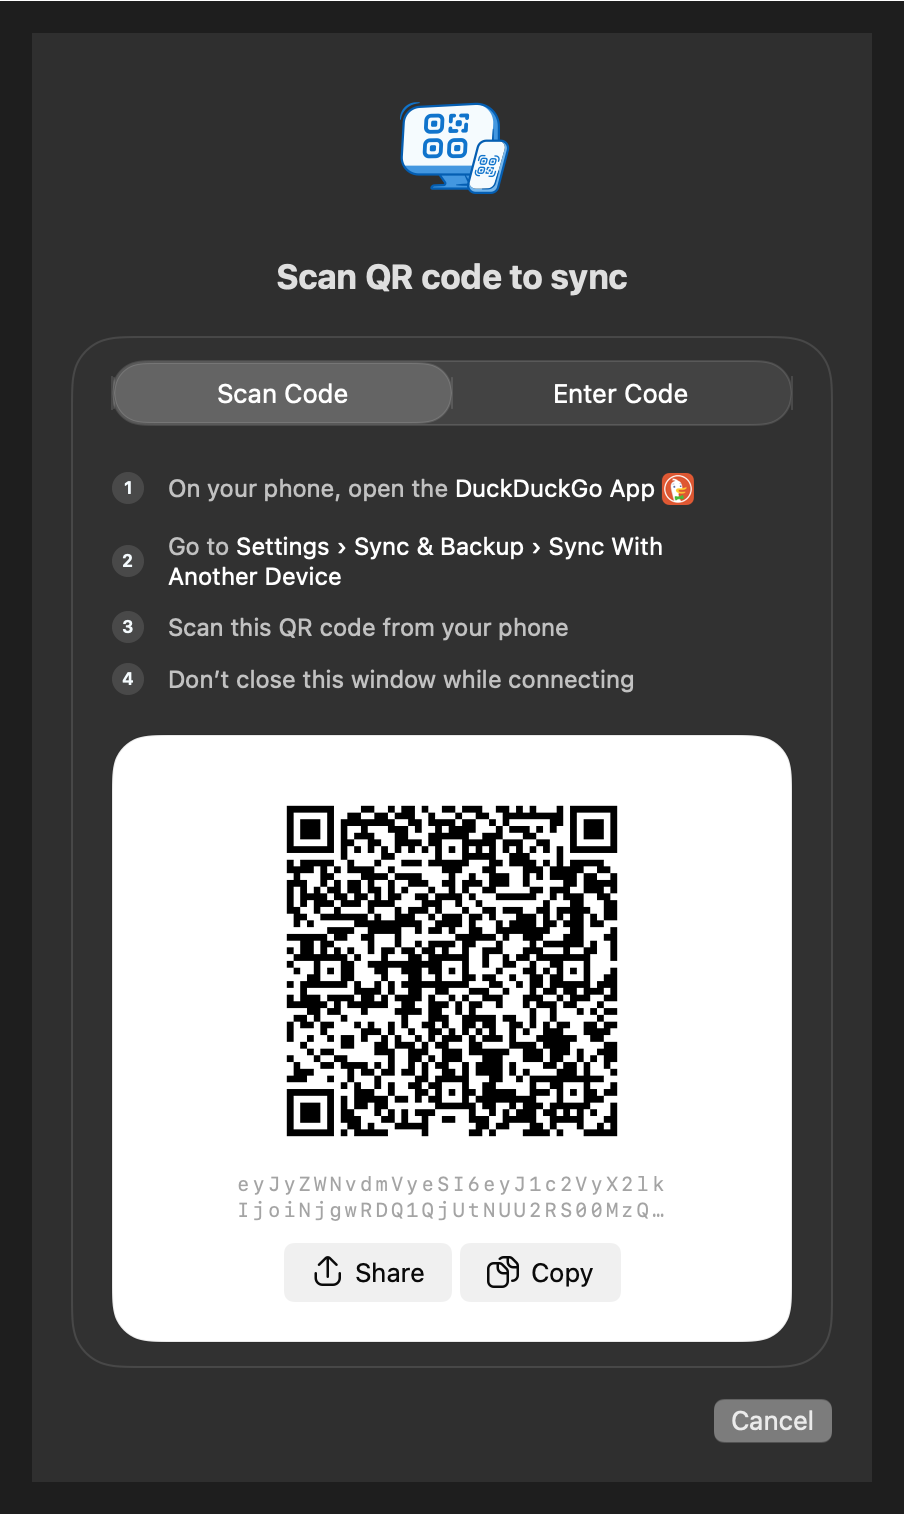 Scan QR code to sync
Scan Code
Enter Code
1 On your phone, open the DuckDuckGo App
2 Go to Settings › Sync & Backup › Sync With
Another Device
3 Scan this QR code from your phone
4 Don’t close this window while connecting
eyJyZWNvdmVyeSI6eyJ1c2VyX2lk
IjoiNjgwRDQ1QjUtNUU2RS00MzQ…
Share
Copy
Cancel